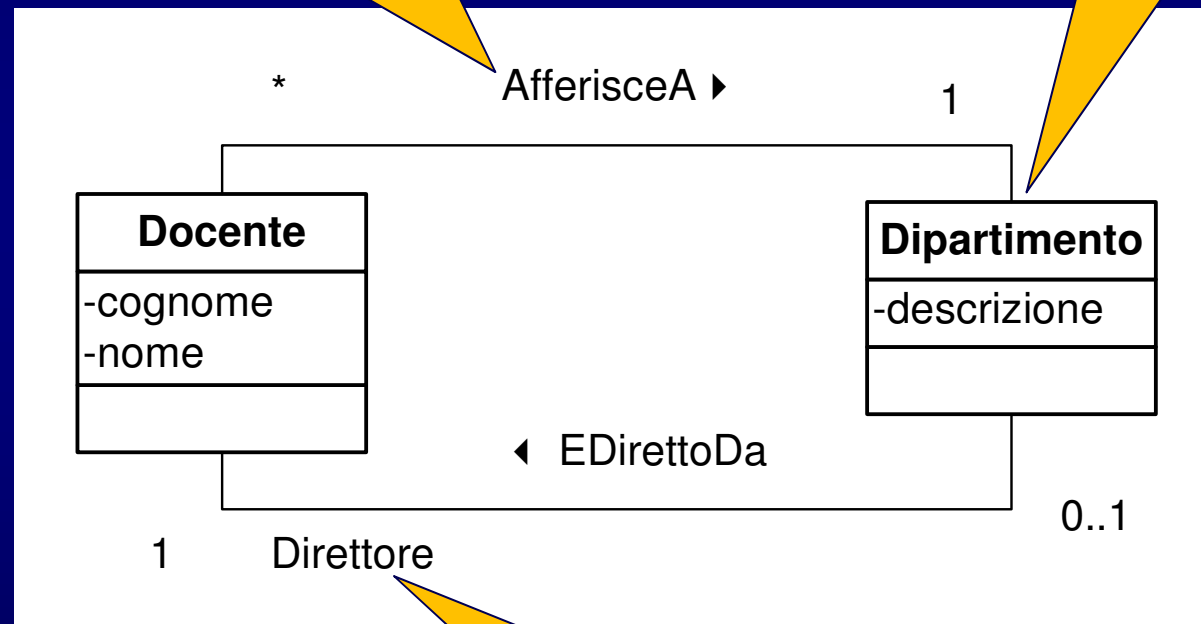 * AfferisceA 1
Docente
-cognome
-nome
Dipartimento
-descrizione
EDirettoDa
0..1
1 Direttore